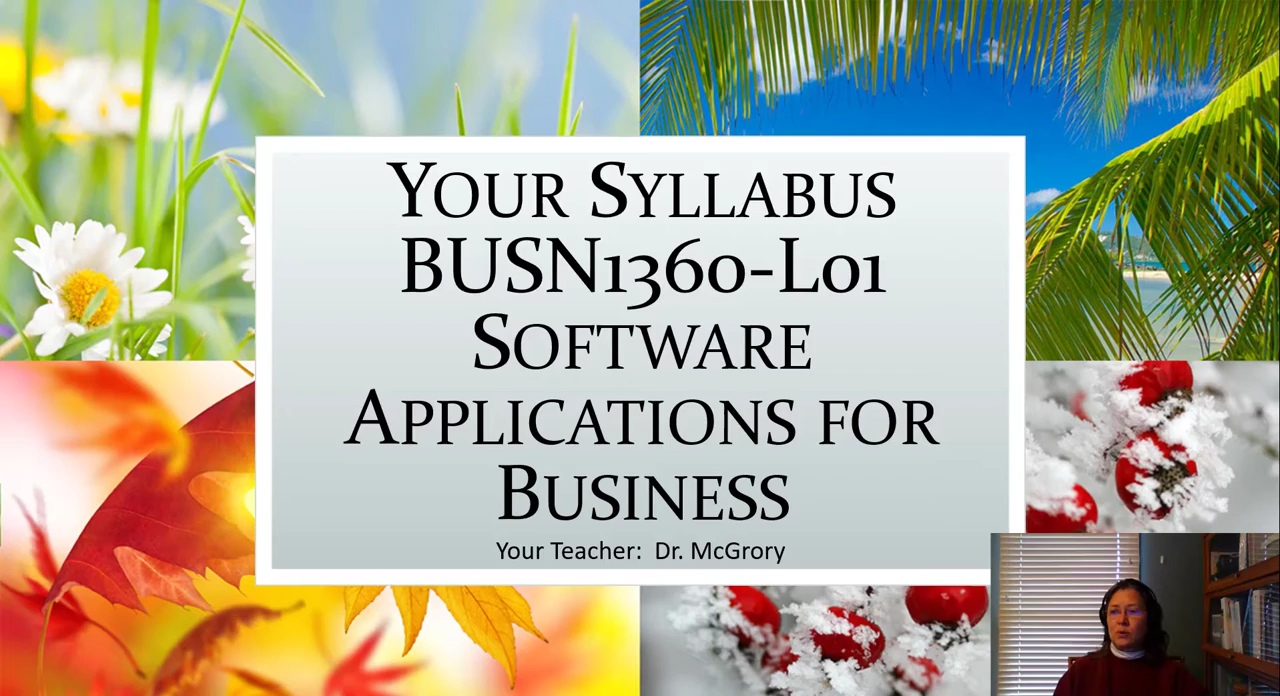 Your Syllabus
BUSN1360-L01
Software
Applications for
Business
Your Teacher: Dr. McGrory